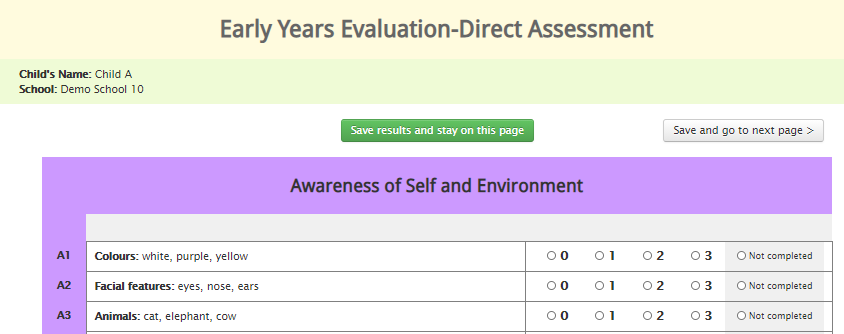 Early Years Evaluation-Direct Assessment
Child's Name: Child A
School: Demo School 10
Save results and stay on this page Save and go to next page >
Awareness of Self and Environment
A1 Colours: white, purple, yellow 0 1 2 3 Not completed
A2 Facial features: eyes, nose, ears 0 1 2 3 Not completed
A3 Animals: cat, elephant, cow 0 1 2 3 Not completed